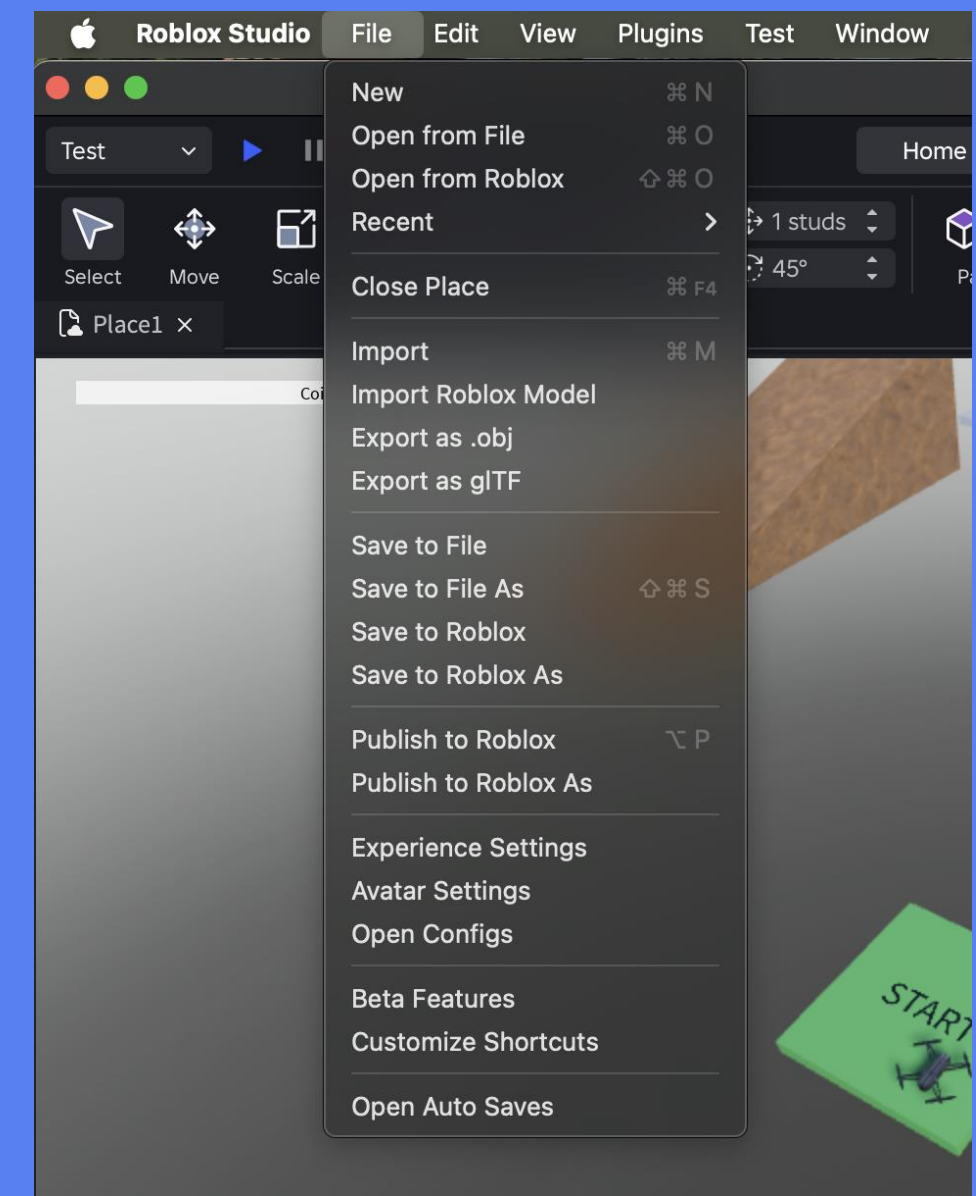 Roblox Studio File Edit View Plugins Test Window
Test Home
Select Move Scale
1 studs
45°
Place1 ×
New ⌘ N
Open from File ⌘ O
Open from Roblox ⇧ ⌘ O
Recent
Close Place ⌘ F4
Import ⌘ M
Import Roblox Model
Export as .obj
Export as glTF
Save to File
Save to File As ⇧ ⌘ S
Save to Roblox
Save to Roblox As
Publish to Roblox ⌥ P
Publish to Roblox As
Experience Settings
Avatar Settings
Open Configs
Beta Features
Customize Shortcuts
Open Auto Saves
START